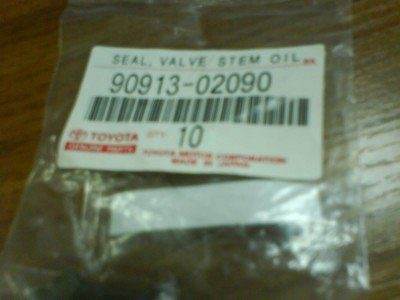 SEAL, VALVE STEM OIL
90913-02090
TOYOTA QTY. 10
GENUINE PARTS TOYOTA MOTOR CORPORATION
MADE IN JAPAN